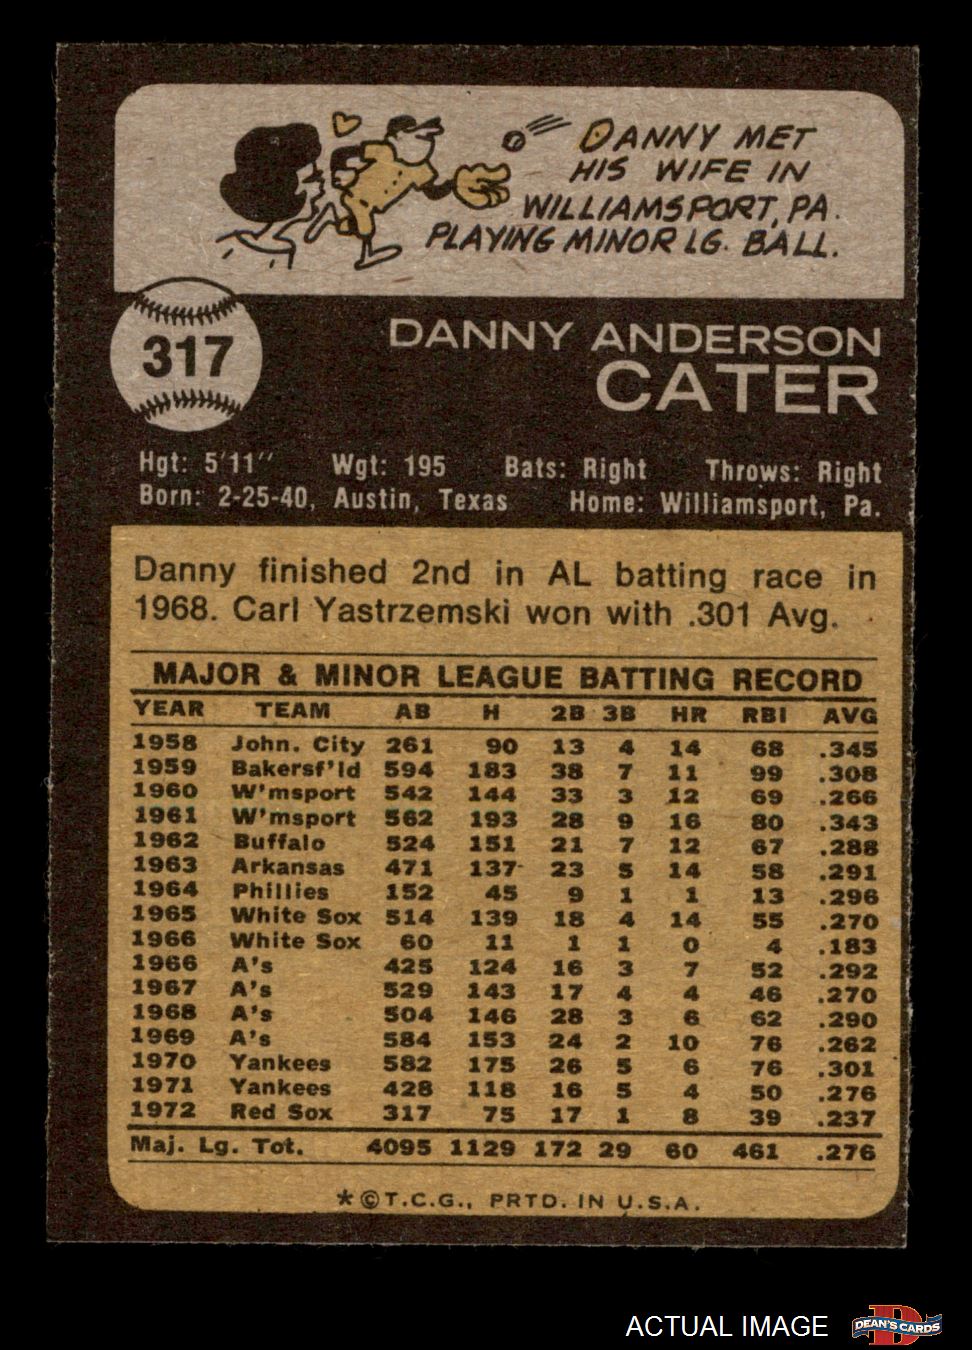 DANNY MET
HIS WIFE IN
WILLIAMSPORT, PA.
PLAYING MINOR LG. BALL.
317
DANNY ANDERSON
CATER
Hgt: 5'11" Wgt: 195 Bats: Right Throws: Right
Born: 2-25-40, Austin, Texas Home: Williamsport, Pa.
Danny finished 2nd in AL batting race in
1968. Carl Yastrzemski won with .301 Avg.
MAJOR & MINOR LEAGUE BATTING RECORD
YEAR TEAM AB H 2B 3B HR RBI AVG
1958 John. City 261 90 13 4 14 68 .345
1959 Bakersf'ld 594 183 38 7 11 99 .308
1960 W'msport 542 144 33 3 12 69 .266
1961 W'msport 562 193 28 9 16 80 .343
1962 Buffalo 524 151 21 7 12 67 .288
1963 Arkansas 471 137 23 5 14 58 .291
1964 Phillies 152 45 9 1 1 13 .296
1965 White Sox 514 139 18 4 14 55 .270
1966 White Sox 60 11 1 1 0 4 .183
1966 A's 425 124 16 3 7 52 .292
1967 A's 529 143 17 4 4 46 .270
1968 A's 504 146 28 3 6 62 .290
1969 A's 584 153 24 2 10 76 .262
1970 Yankees 582 175 26 5 6 76 .301
1971 Yankees 428 118 16 5 4 50 .276
1972 Red Sox 317 75 17 1 8 39 .237
Maj. Lg. Tot. 4095 1129 172 29 60 461 .276
*©T.C.G., PRTD. IN U.S.A.
ACTUAL IMAGE
D
DEAN'S CARDS